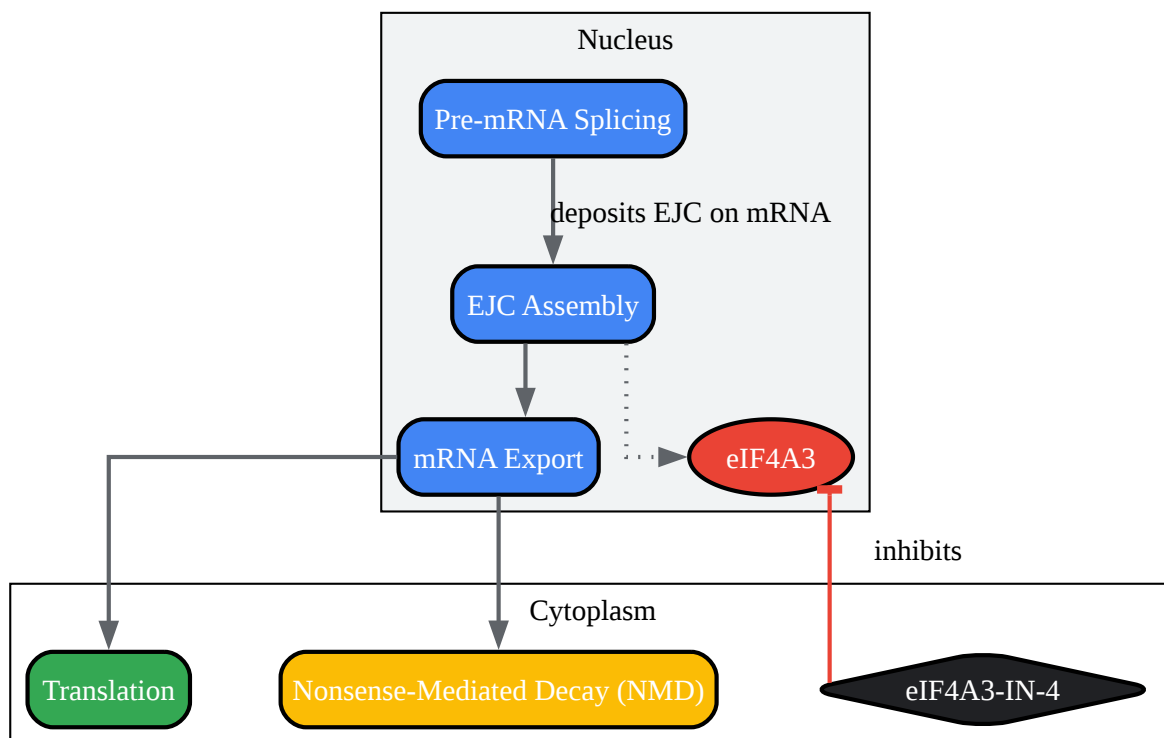 Nucleus
Pre-mRNA Splicing
deposits EJC on mRNA
EJC Assembly
mRNA Export
eIF4A3
inhibits
Cytoplasm
Translation
Nonsense-Mediated Decay (NMD)
eIF4A3-IN-4